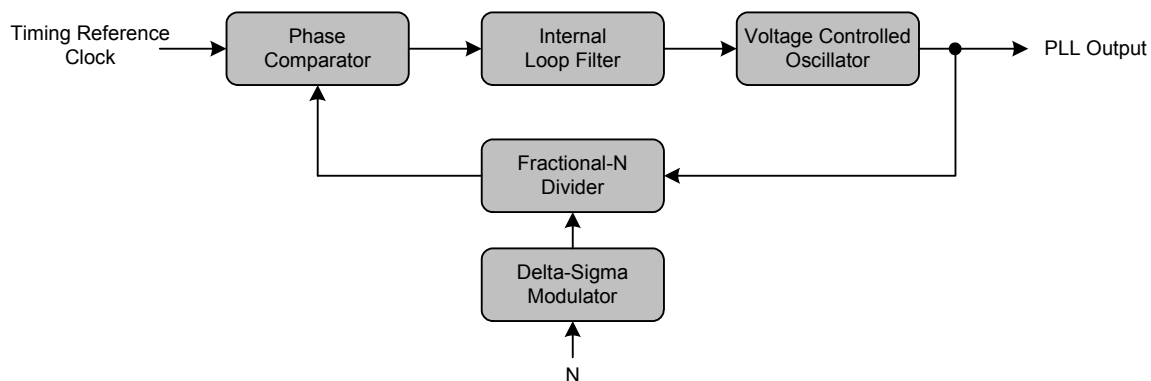 Timing Reference
Clock
Phase
Comparator
Internal
Loop Filter
Voltage Controlled
Oscillator
PLL Output
Fractional-N
Divider
Delta-Sigma
Modulator
N